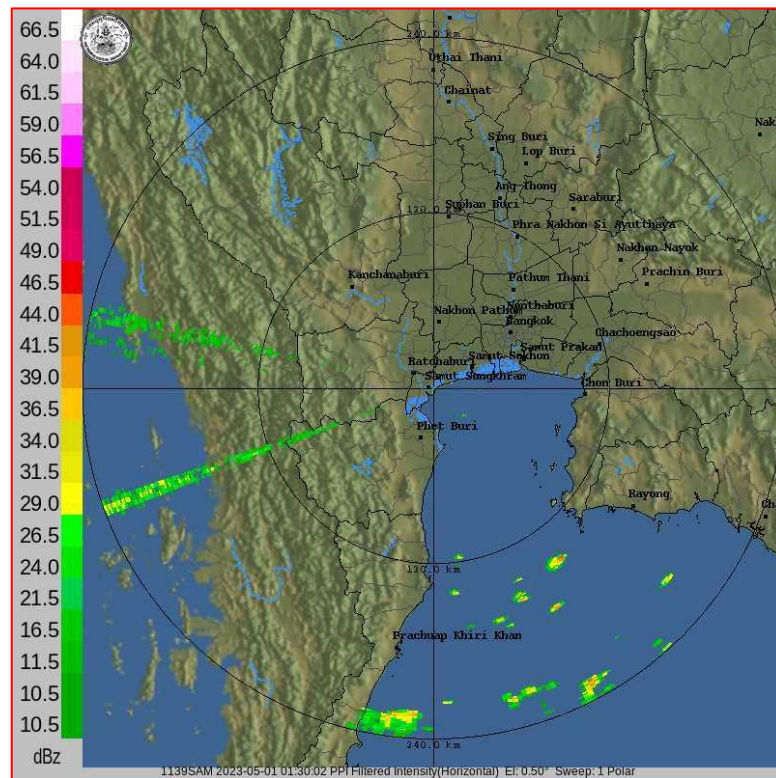 66.5
64.0
61.5
59.0
56.5
54.0
51.5
49.0
46.5
44.0
41.5
39.0
36.5
34.0
31.5
29.0
26.5
24.0
21.5
16.5
11.5
10.5
10.5
dBz
240.0 km
Uthai Thani
Chainat
Sing Buri
Lop Buri
Nak
Ang Thong
Saraburi
Suphan Buri
120.0 km
Phra Nakhon Si Ayutthaya
Nakhon Nayok
Kanchanaburi
Pathum Thani
Prachin Buri
Nonthaburi
Nakhon Pathom
Bangkok
Chachoengsao
Samut Prakan
Ratchaburi
Samut Sakhon
Samut Songkhram
Chon Buri
Phet Buri
Rayong
Cha
120.0 km
Prachuap Khiri Khan
240.0 km
1139SAM 2023-05-01 01:30:02 PPI Filtered Intensity(Horizontal) El: 0.50° Sweep: 1 Polar